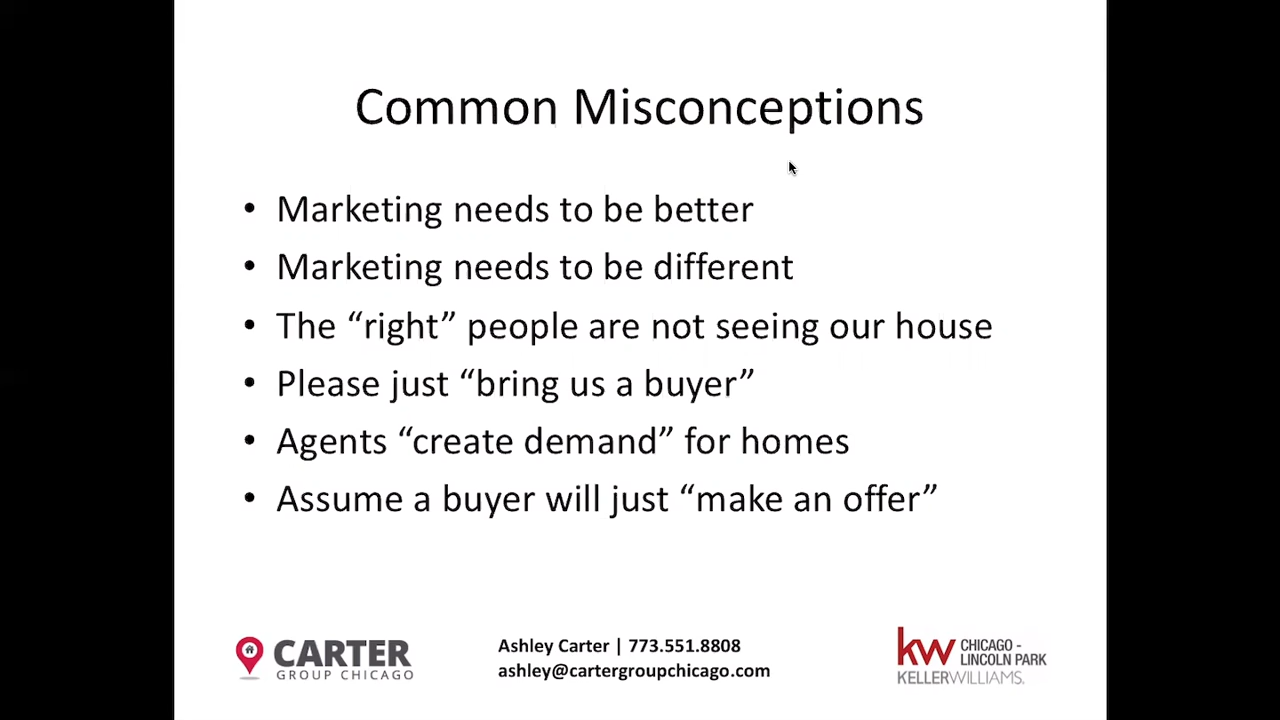 Common Misconceptions
• Marketing needs to be better
• Marketing needs to be different
• The “right” people are not seeing our house
• Please just “bring us a buyer”
• Agents “create demand” for homes
• Assume a buyer will just “make an offer”
CARTER
GROUP CHICAGO
Ashley Carter | 773.551.8808
ashley@cartergroupchicago.com
kw CHICAGO -
LINCOLN PARK
KELLERWILLIAMS.